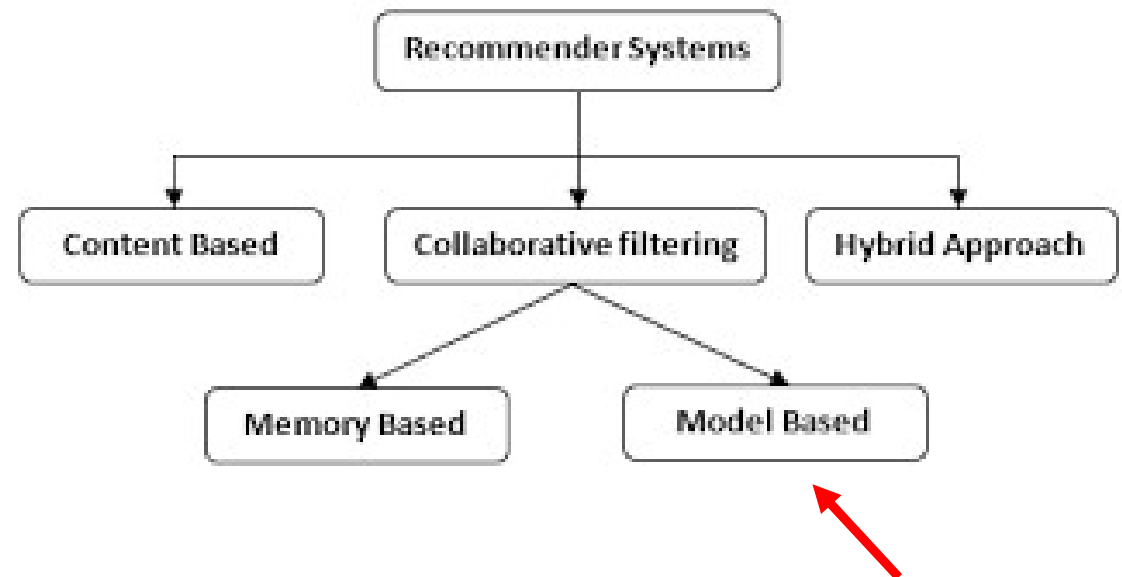 Recommender Systems
Content Based
Collaborative filtering
Hybrid Approach
Memory Based
Model Based